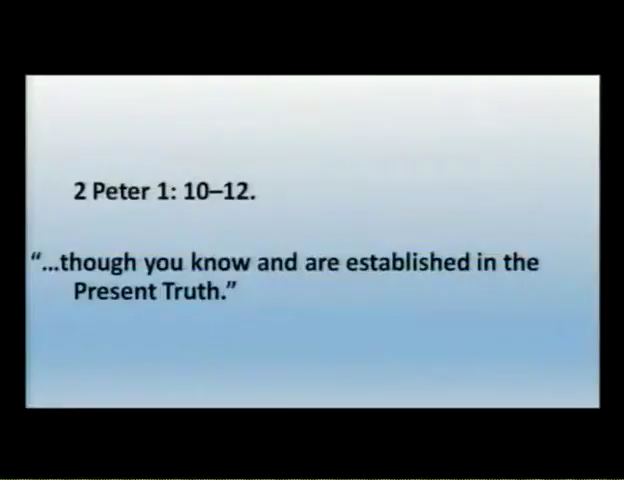 2 Peter 1: 10–12.
“...though you know and are established in the
Present Truth.”